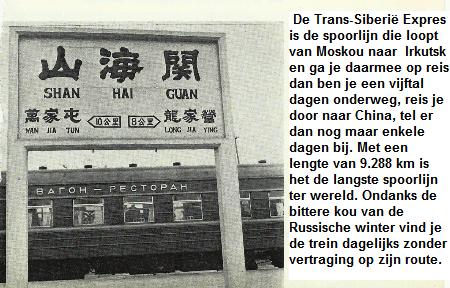 山海關
SHAN HAI GUAN
萬家屯 10公里 8公里 龍家營
WAN JIA TUN LONG JIA YING
ВАГОН — РЕСТОРАН
De Trans-Siberië Expres
is de spoorlijn die loopt
van Moskou naar Irkutsk
en ga je daarmee op reis
dan ben je een vijftal
dagen onderweg, reis je
door naar China, tel er
dan nog maar enkele
dagen bij. Met een
lengte van 9.288 km is
het de langste spoorlijn
ter wereld. Ondanks de
bittere kou van de
Russische winter vind je
de trein dagelijks zonder
vertraging op zijn route.